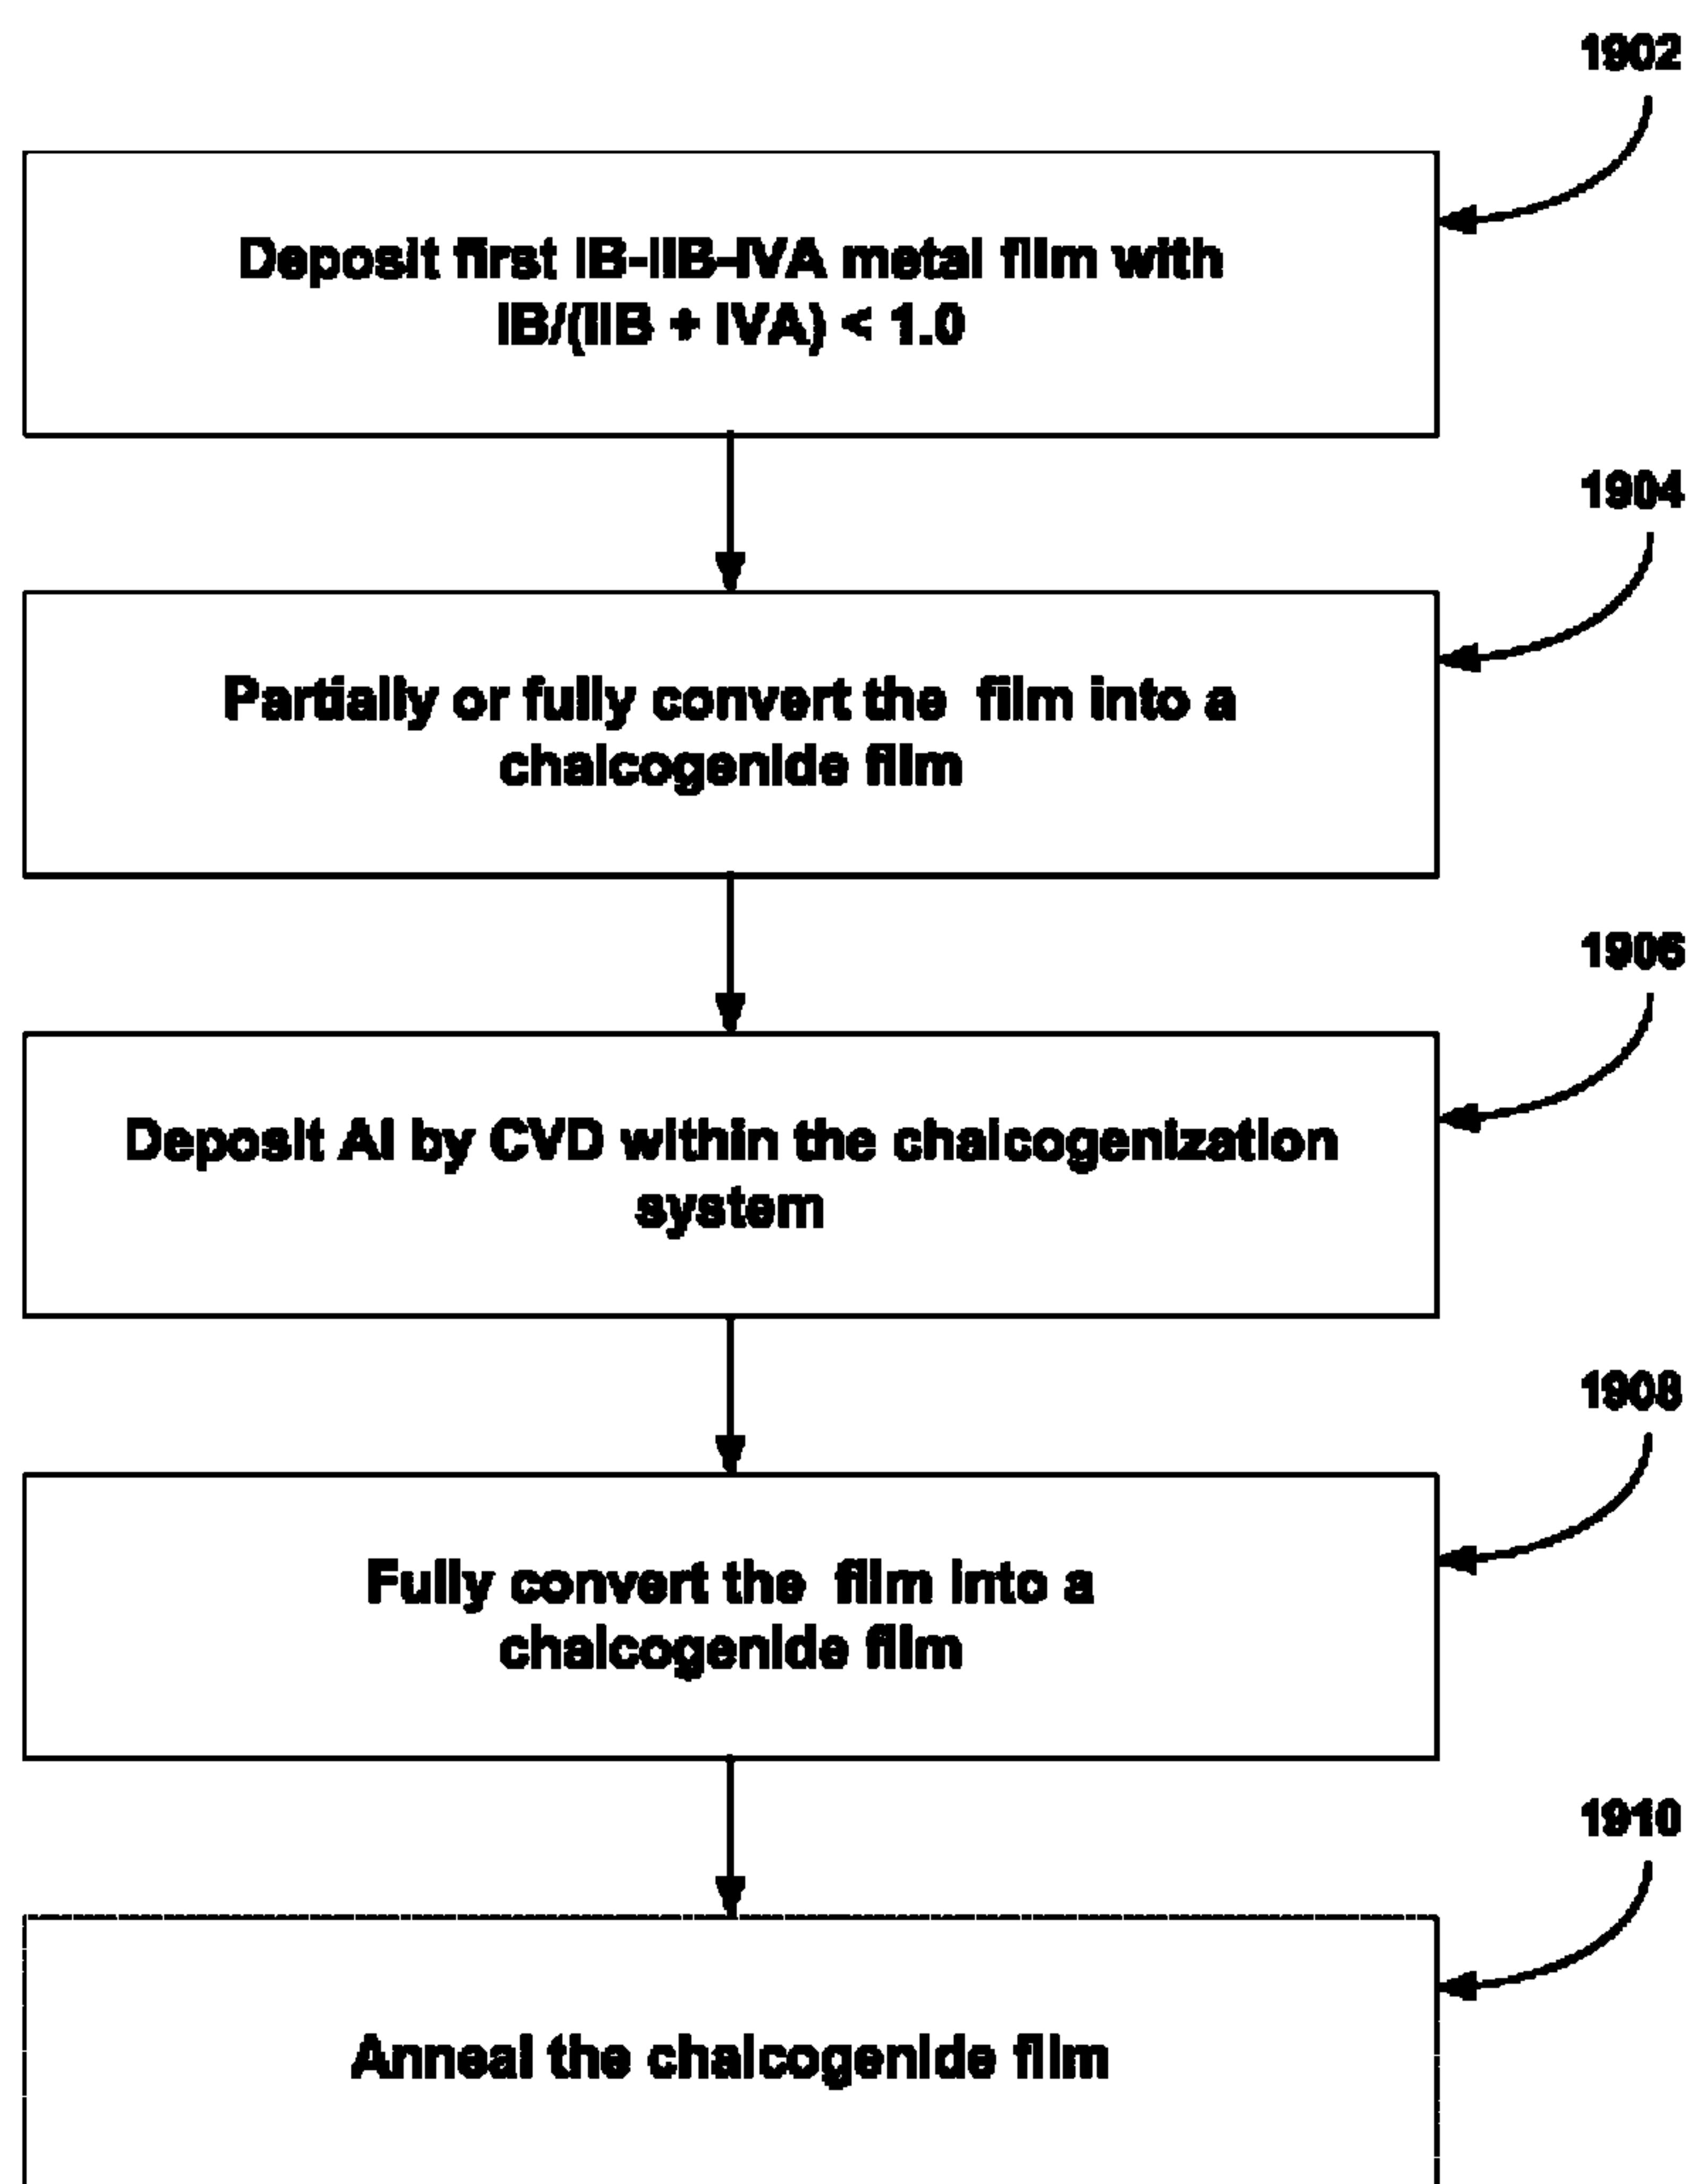 1902
Deposit first IB-IIB-IVA metal film with
IB/(IIB + IVA) < 1.0
1904
Partially or fully convert the film into a
chalcogenide film
1906
Deposit Al by CVD within the chalcogenization
system
1908
Fully convert the film into a
chalcogenide film
1910
Anneal the chalcogenide film